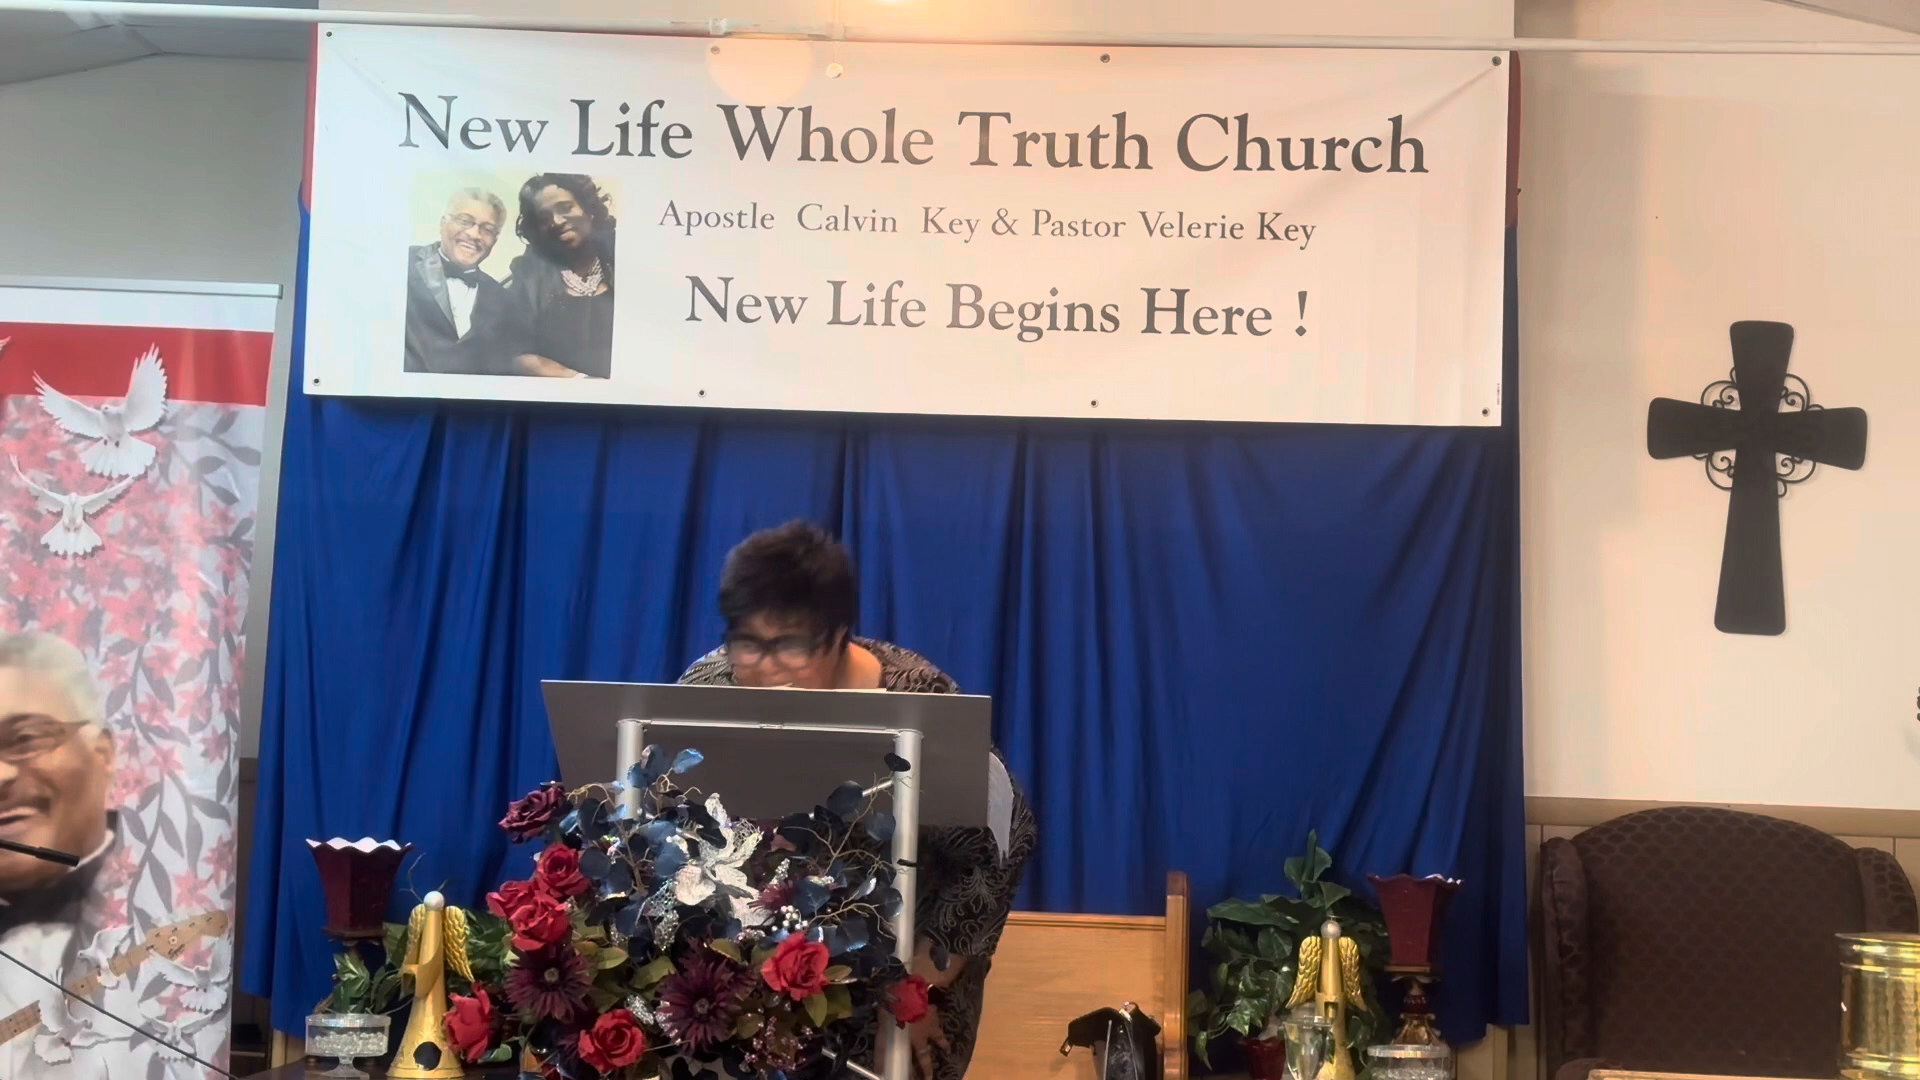 New Life Whole Truth Church
Apostle Calvin Key & Pastor Velerie Key
New Life Begins Here !